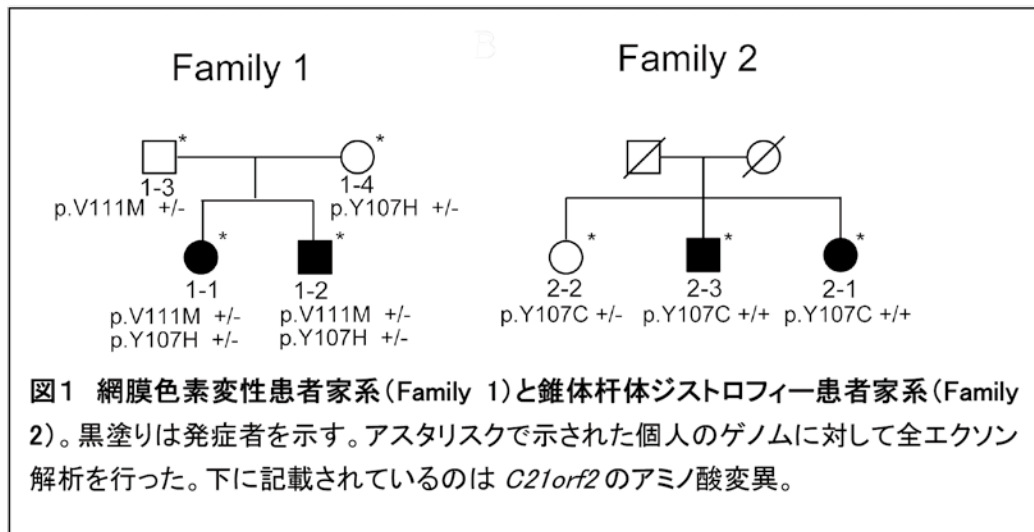 Family 1
Family 2
B
* *
1-3 1-4
p.V111M +/- p.Y107H +/-
* *
1-1 1-2
p.V111M +/- p.V111M +/-
p.Y107H +/- p.Y107H +/-
* * *
2-2 2-3 2-1
p.Y107C +/- p.Y107C +/+ p.Y107C +/+
図1 網膜色素変性患者家系(Family 1)と錐体杆体ジストロフィー患者家系(Family
2)。黒塗りは発症者を示す。アスタリスクで示された個人のゲノムに対して全エクソン
解析を行った。下に記載されているのは C21orf2 のアミノ酸変異。